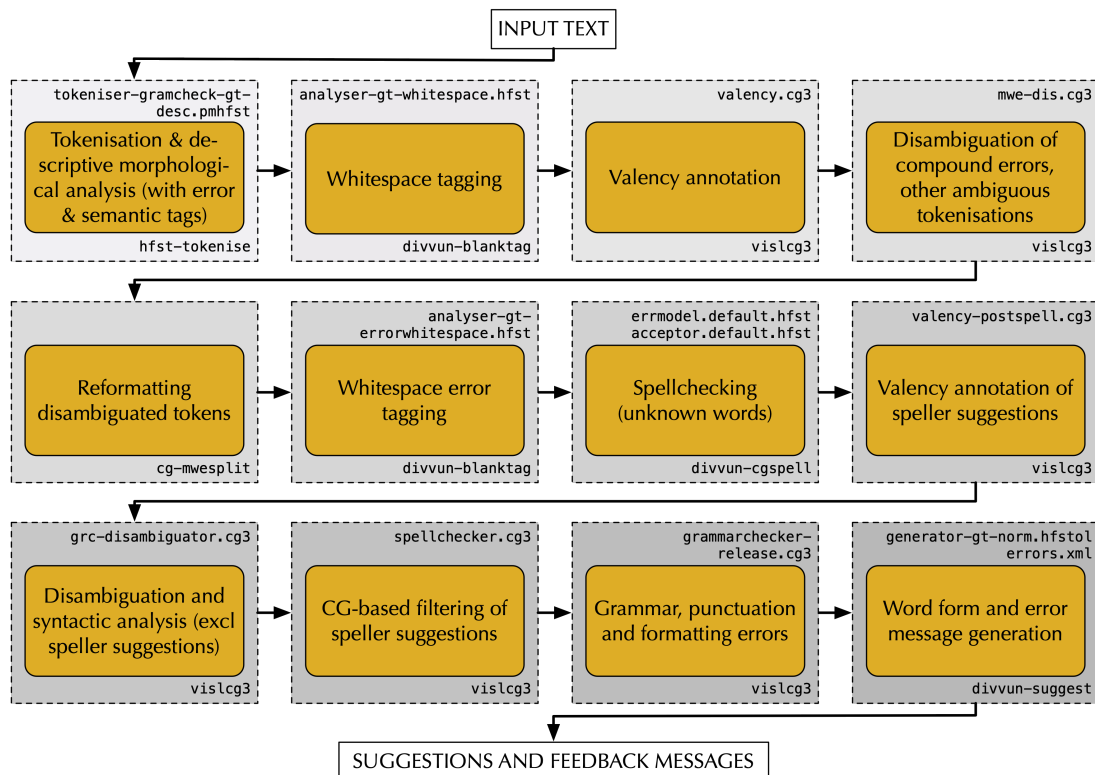 INPUT TEXT
tokeniser-gramcheck-gt-
desc.pmhfst
Tokenisation & de-
scriptive morphologi-
cal analysis (with error
& semantic tags)
hfst-tokenise
analyser-gt-whitespace.hfst
Whitespace tagging
divvun-blanktag
valency.cg3
Valency annotation
vislcg3
mwe-dis.cg3
Disambiguation of
compound errors,
other ambiguous
tokenisations
vislcg3
Reformatting
disambiguated tokens
cg-mwesplit
analyser-gt-
errorwhitespace.hfst
Whitespace error
tagging
divvun-blanktag
errmodel.default.hfst
acceptor.default.hfst
Spellchecking
(unknown words)
divvun-cgspell
valency-postspell.cg3
Valency annotation of
speller suggestions
vislcg3
grc-disambiguator.cg3
Disambiguation and
syntactic analysis (excl
speller suggestions)
vislcg3
spellchecker.cg3
CG-based filtering of
speller suggestions
vislcg3
grammarchecker-
release.cg3
Grammar, punctuation
and formatting errors
vislcg3
generator-gt-norm.hfstol
errors.xml
Word form and error
message generation
divvun-suggest
SUGGESTIONS AND FEEDBACK MESSAGES